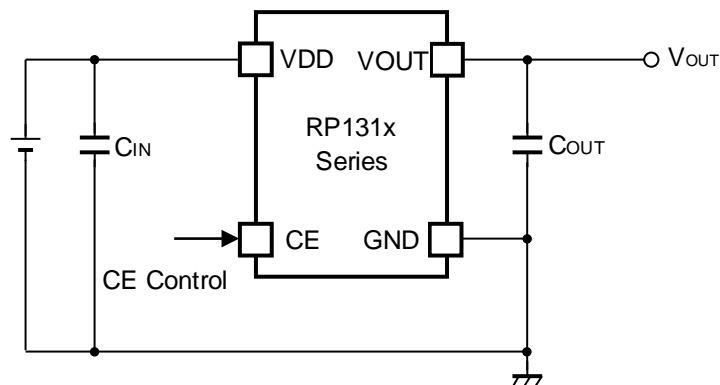 VDD
VOUT
VOUT
RP131x
Series
CIN
COUT
CE
GND
CE Control